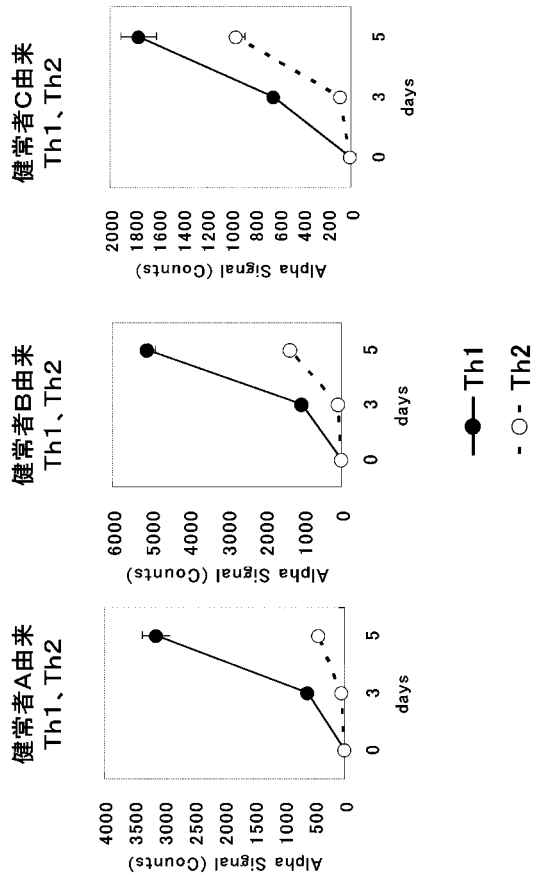 健常者A由来
Th1、Th2
Alpha Signal (Counts)
4000
3500
3000
2500
2000
1500
1000
500
0
0
3
5
days
健常者B由来
Th1、Th2
Alpha Signal (Counts)
6000
5000
4000
3000
2000
1000
0
0
3
5
days
健常者C由来
Th1、Th2
Alpha Signal (Counts)
2000
1800
1600
1400
1200
1000
800
600
400
200
0
0
3
5
days
Th1
Th2